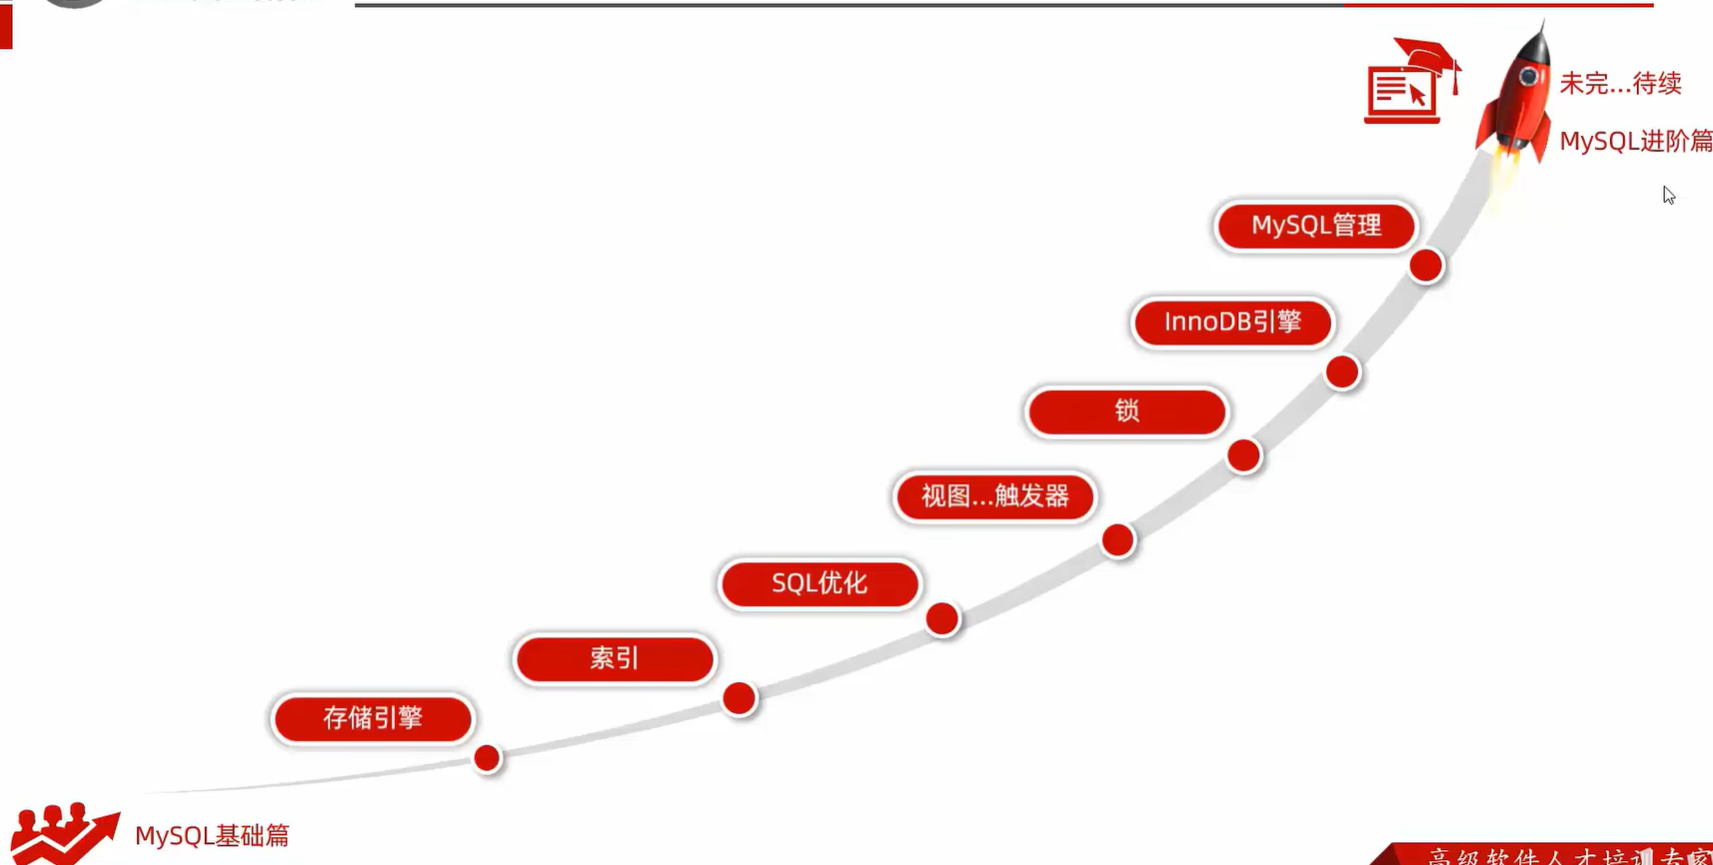 未完...待续
MySQL进阶篇
MySQL管理
InnoDB引擎
锁
视图...触发器
SQL优化
索引
存储引擎
MySQL基础篇
高级软件人才培训专家